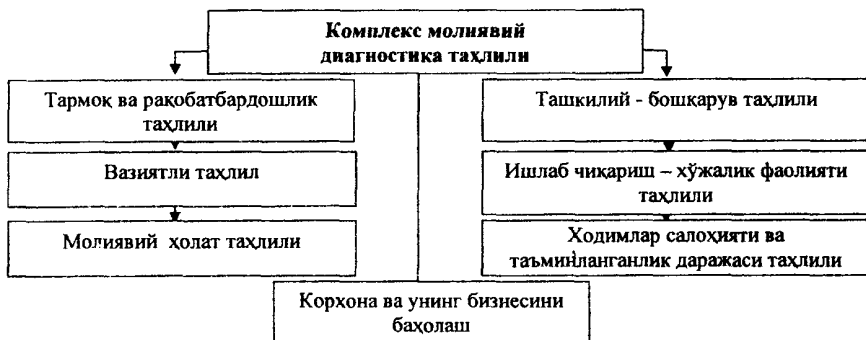 Комплекс молиявий
диагностика таҳлили
Тармоқ ва рақобатбардошлик
таҳлили
Ташкилий - бошқарув таҳлили
Вазиятли таҳлил
Ишлаб чиқариш – хўжалик фаолияти
таҳлили
Молиявий ҳолат таҳлили
Ходимлар салоҳияти ва
таъминланганлик даражаси таҳлили
Корхона ва унинг бизнесини
баҳолаш